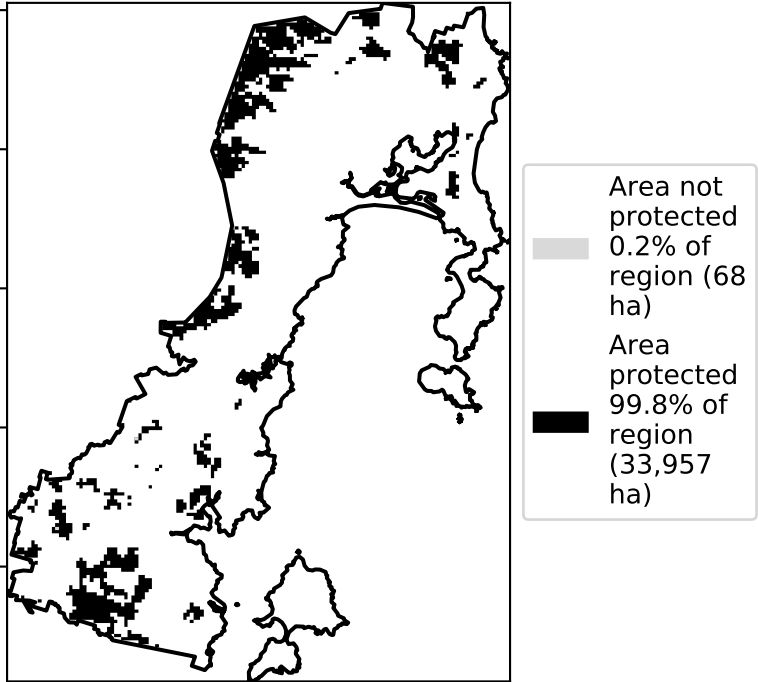 Area not
protected
0.2% of
region (68
ha)
Area
protected
99.8% of
region
(33,957
ha)